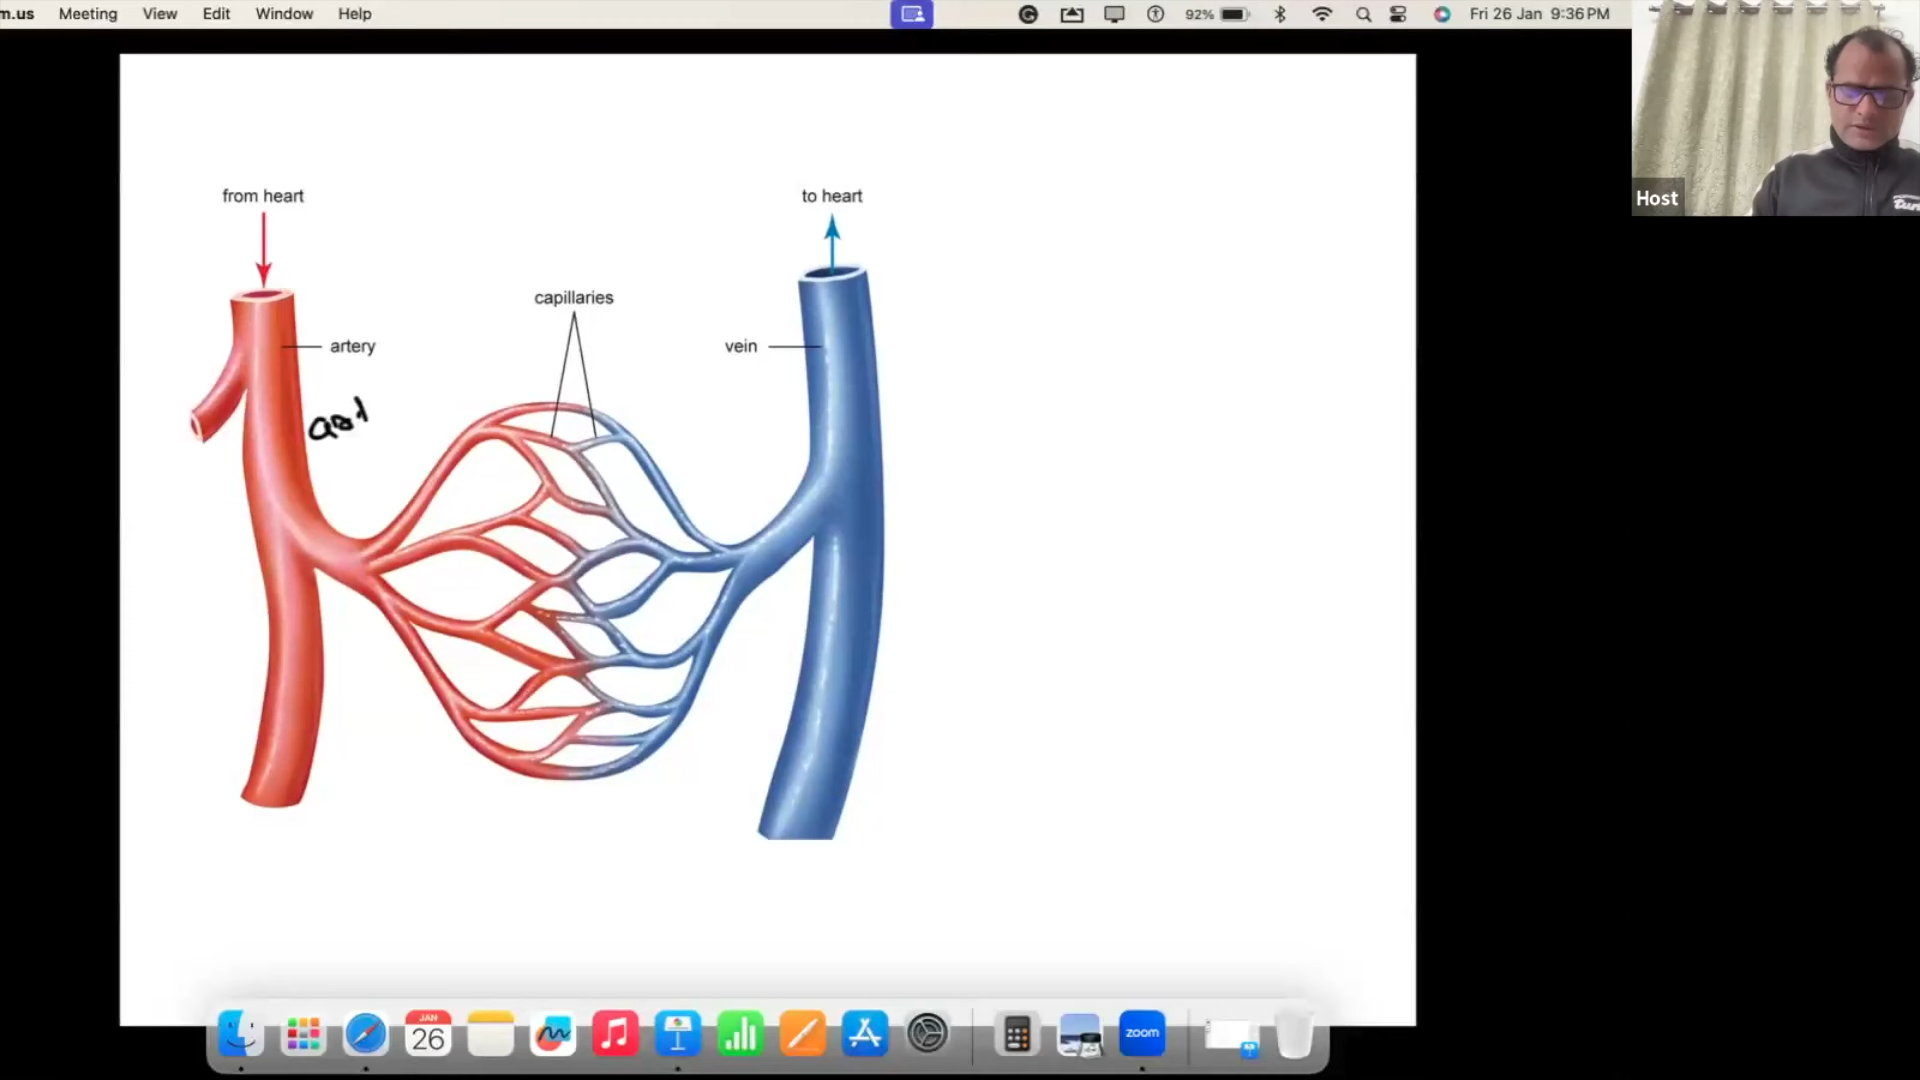 m.us Meeting View Edit Window Help 92% Fri 26 Jan 9:36 PM
Host
from heart
to heart
capillaries
artery
vein
JAN
26
zoom